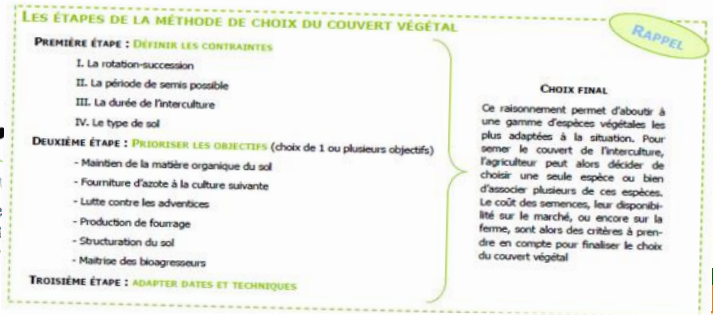 LES ÉTAPES DE LA MÉTHODE DE CHOIX DU COUVERT VÉGÉTAL
RAPPEL
PREMIÈRE ÉTAPE : DÉFINIR LES CONTRAINTES
I. La rotation-succession
II. La période de semis possible
III. La durée de l'interculture
IV. Le type de sol
DEUXIÈME ÉTAPE : PRIORISER LES OBJECTIFS (choix de 1 ou plusieurs objectifs)
- Maintien de la matière organique du sol
- Fourniture d'azote à la culture suivante
- Lutte contre les adventices
- Production de fourrage
- Structuration du sol
- Maitrise des bioagresseurs
TROISIÈME ÉTAPE : ADAPTER DATES ET TECHNIQUES
CHOIX FINAL
Ce raisonnement permet d'aboutir à
une gamme d'espèces végétales les
plus adaptées à la situation. Pour
semer le couvert de l'interculture,
l'agriculteur peut alors décider de
choisir une seule espèce ou bien
d'associer plusieurs de ces espèces.
Le coût des semences, leur disponibi-
lité sur le marché, ou encore sur la
ferme, sont alors des critères à pren-
dre en compte pour finaliser le choix
du couvert végétal